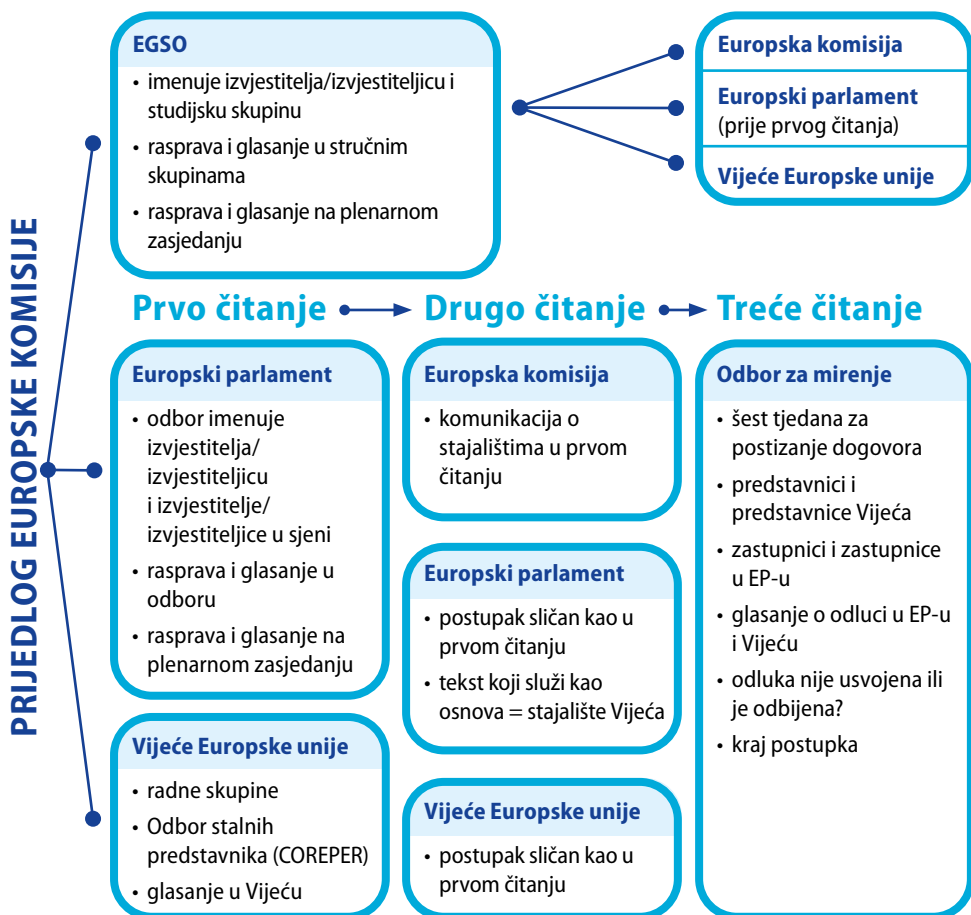 PRIJEDLOG EUROPSKE KOMISIJE
EGSO
• imenuje izvjestitelja/izvjestiteljicu i
studijsku skupinu
• rasprava i glasanje u stručnim
skupinama
• rasprava i glasanje na plenarnom
zasjedanju
Europska komisija
Europski parlament
(prije prvog čitanja)
Vijeće Europske unije
Prvo čitanje
Drugo čitanje
Treće čitanje
Europski parlament
• odbor imenuje
izvjestitelja/
izvjestiteljicu
i izvjestitelje/
izvjestiteljice u sjeni
• rasprava i glasanje u
odboru
• rasprava i glasanje na
plenarnom zasjedanju
Vijeće Europske unije
• radne skupine
• Odbor stalnih
predstavnika (COREPER)
• glasanje u Vijeću
Europska komisija
• komunikacija o
stajalištima u prvom
čitanju
Europski parlament
• postupak sličan kao u
prvom čitanju
• tekst koji služi kao
osnova = stajalište Vijeća
Vijeće Europske unije
• postupak sličan kao u
prvom čitanju
Odbor za mirenje
• šest tjedana za
postizanje dogovora
• predstavnici i
predstavnice Vijeća
• zastupnici i zastupnice
u EP-u
• glasanje o odluci u EP-u
i Vijeću
• odluka nije usvojena ili
je odbijena?
• kraj postupka